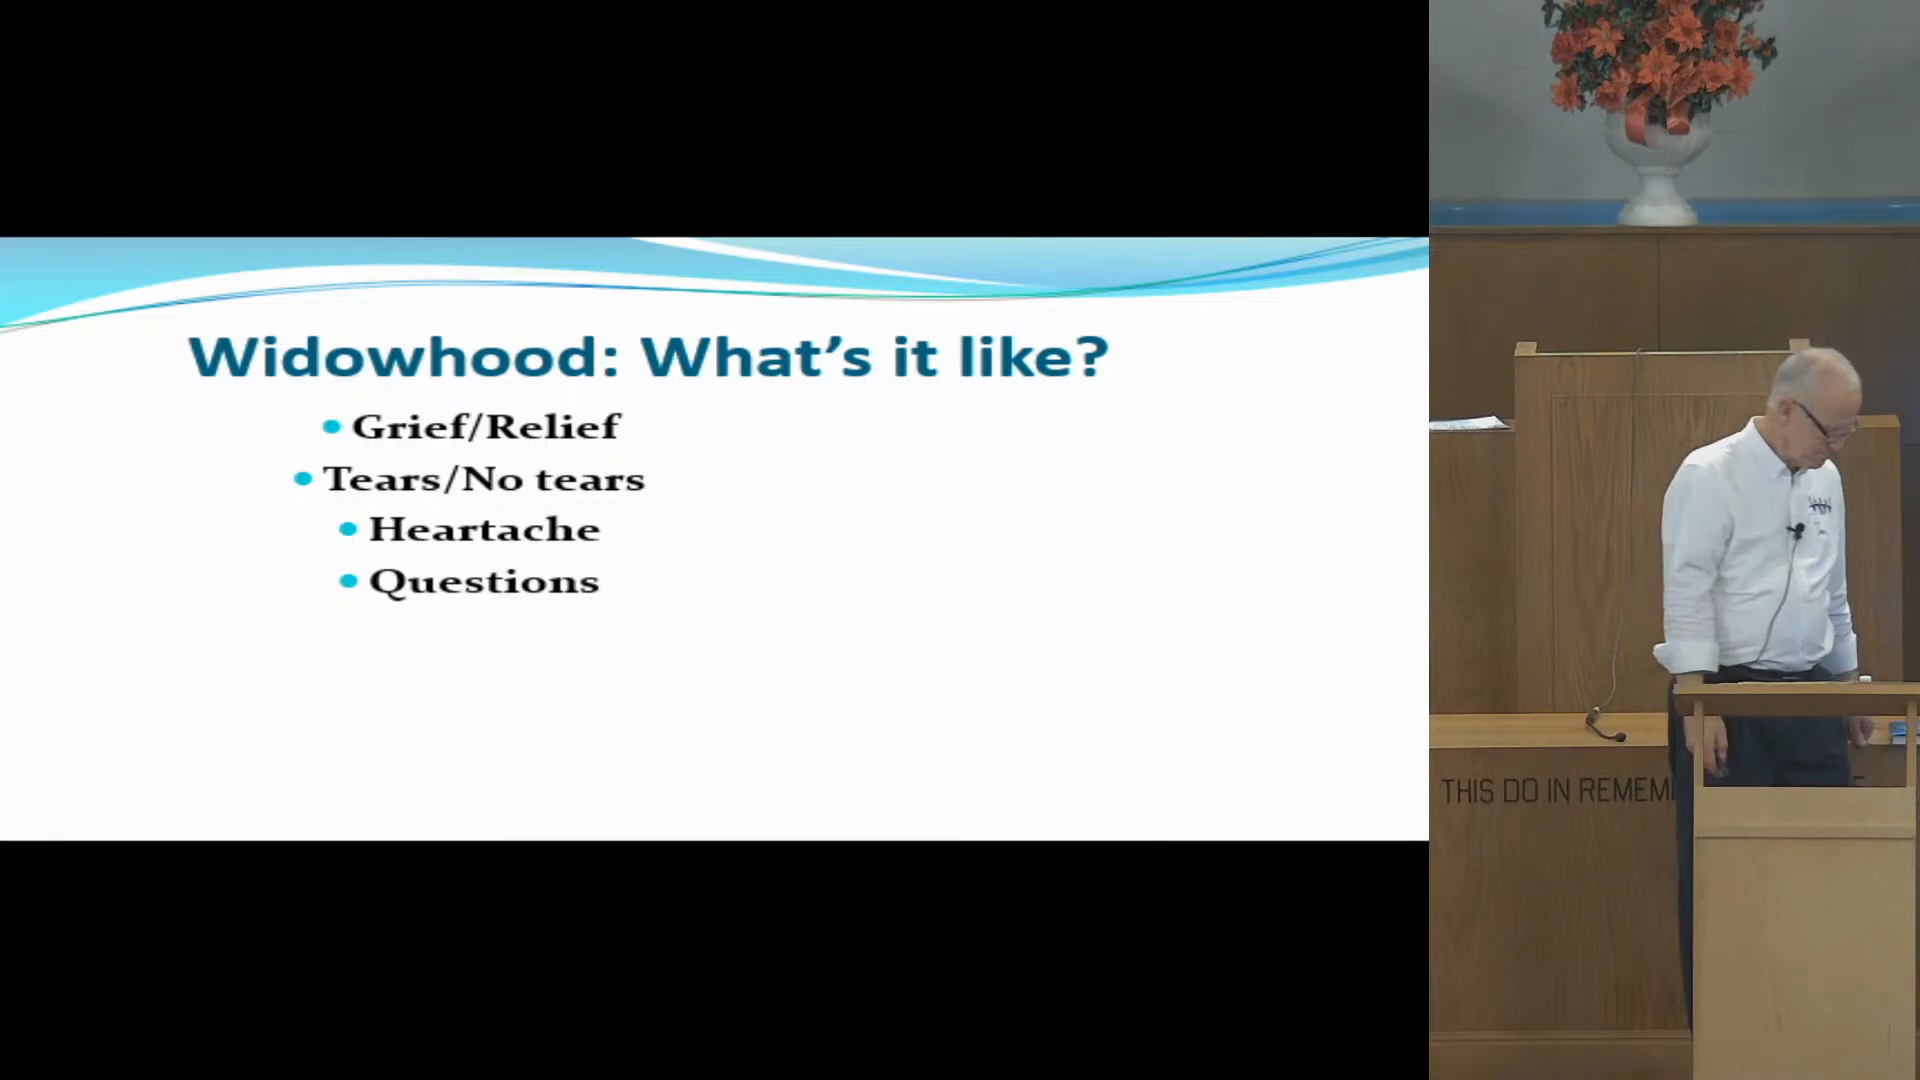 Widowhood: What's it like?
• Grief/Relief
• Tears/No tears
• Heartache
• Questions
THIS DO IN REMEM